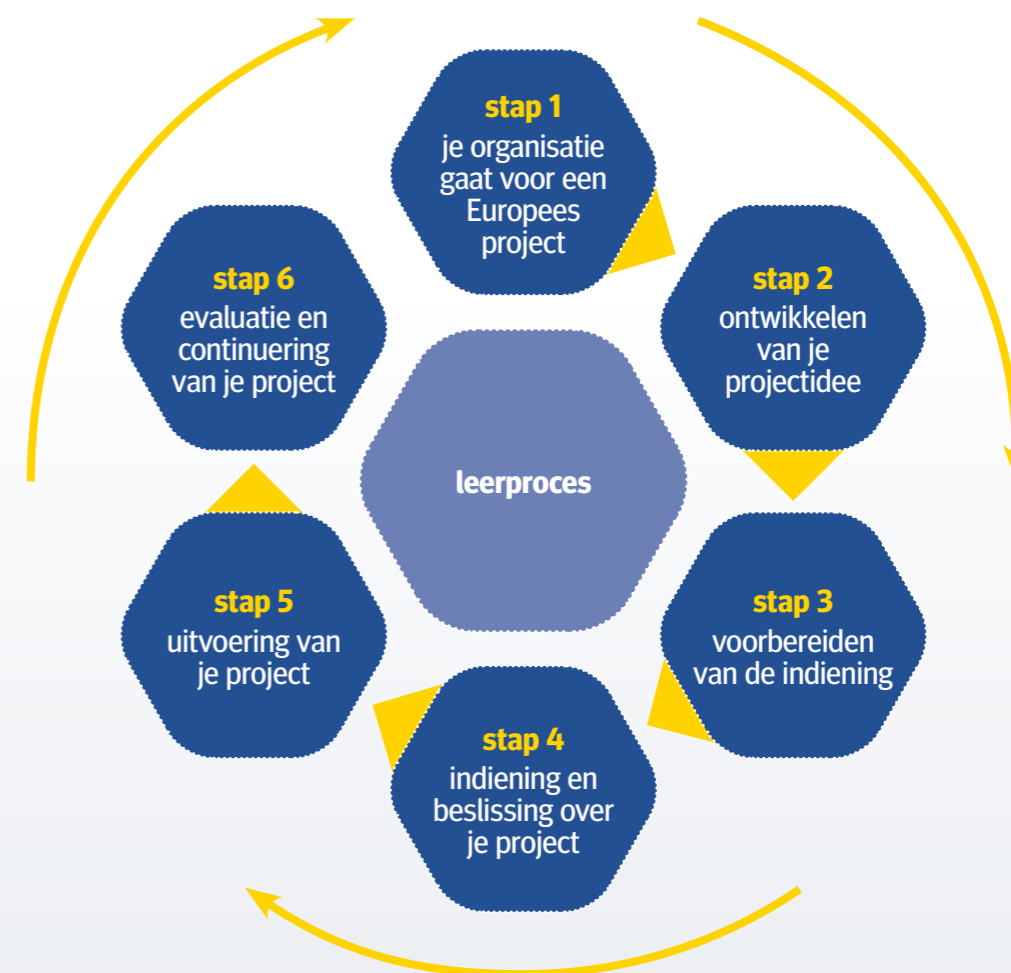 stap 1
je organisatie
gaat voor een
Europees
project
stap 2
ontwikkelen
van je
projectidee
stap 3
voorbereiden
van de indiening
stap 4
indiening en
beslissing over
je project
stap 5
uitvoering van
je project
stap 6
evaluatie en
continuering
van je project
leerproces